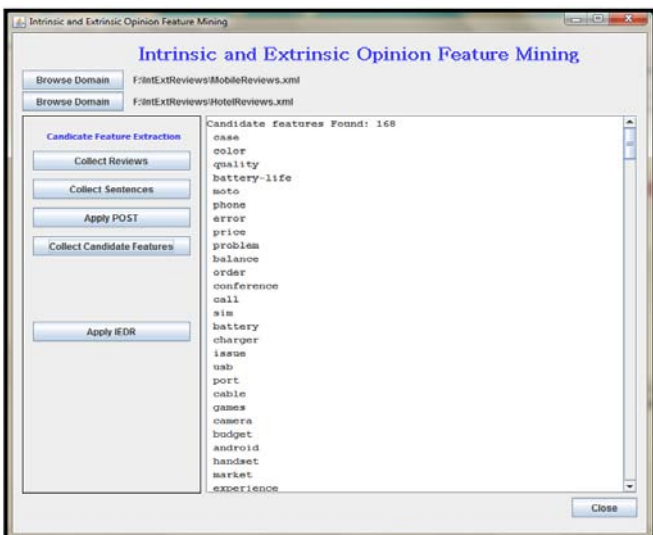 Intrinsic and Extrinsic Opinion Feature Mining
Intrinsic and Extrinsic Opinion Feature Mining
Browse Domain F:\IntExtReviews\MobileReviews.xml
Browse Domain F:\IntExtReviews\HotelReviews.xml
Candicate Feature Extraction
Collect Reviews
Collect Sentences
Apply POST
Collect Candidate Features
Apply IEDR
Candidate features Found: 168
case
color
quality
battery-life
moto
phone
error
price
problem
balance
order
conference
call
sim
battery
charger
issue
usb
port
cable
games
camera
budget
android
handset
market
experience
Close